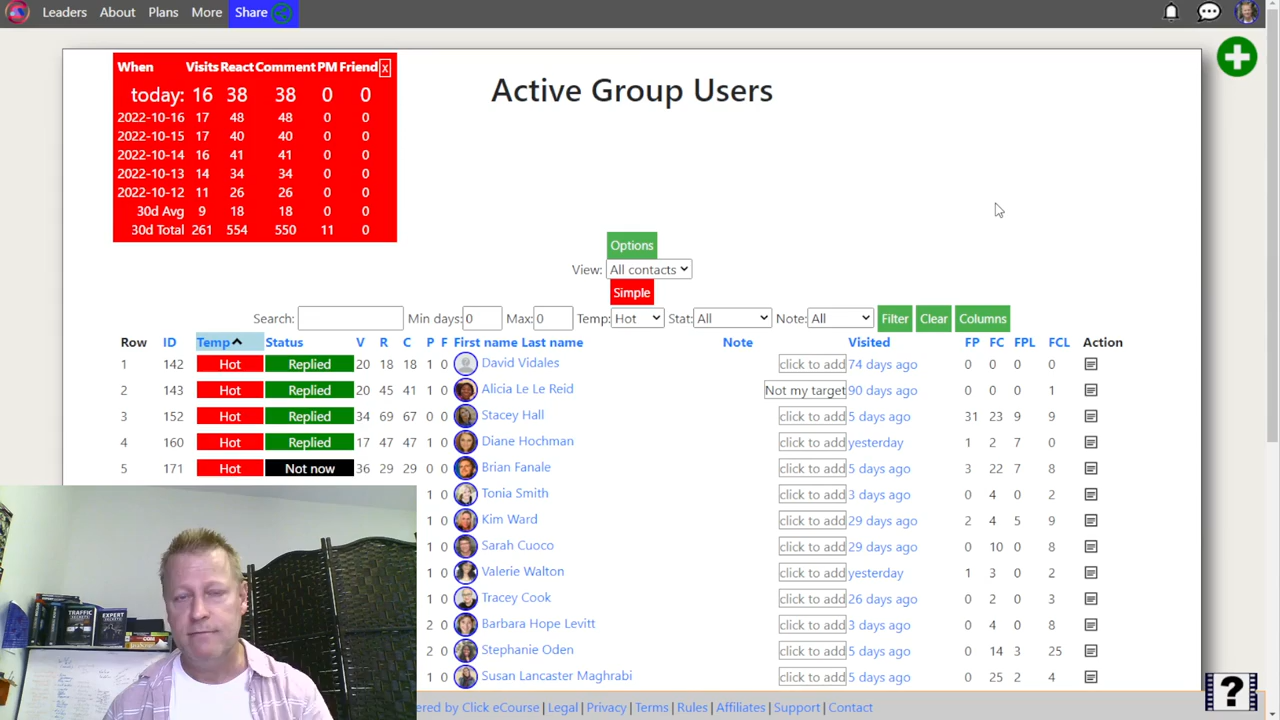 Leaders About Plans More Share
Active Group Users
When Visits React Comment PM Friend x
today: 16 38 38 0 0
2022-10-16 17 48 48 0 0
2022-10-15 17 40 40 0 0
2022-10-14 16 41 41 0 0
2022-10-13 14 34 34 0 0
2022-10-12 11 26 26 0 0
30d Avg 9 18 18 0 0
30d Total 261 554 550 11 0
Options
View: All contacts
Simple
Search: Min days: 0 Max: 0 Temp: Hot Stat: All Note: All Filter Clear Columns
Row ID Temp Status V R C P F First name Last name Note Visited FP FC FPL FCL Action
1 142 Hot Replied 20 18 18 1 0 David Vidales click to add 74 days ago 0 0 0 0
2 143 Hot Replied 20 45 41 1 0 Alicia Le Le Reid Not my target 90 days ago 0 0 0 1
3 152 Hot Replied 34 69 67 0 0 Stacey Hall click to add 5 days ago 31 23 9 9
4 160 Hot Replied 17 47 47 1 0 Diane Hochman click to add yesterday 1 2 7 0
5 171 Hot Not now 36 29 29 0 0 Brian Fanale click to add 5 days ago 3 22 7 8
1 0 Tonia Smith click to add 3 days ago 0 4 0 2
1 0 Kim Ward click to add 29 days ago 2 4 5 9
1 0 Sarah Cuoco click to add 29 days ago 0 10 0 8
1 0 Valerie Walton click to add yesterday 1 3 0 2
1 0 Tracey Cook click to add 26 days ago 0 2 0 3
2 0 Barbara Hope Levitt click to add 3 days ago 0 4 0 8
2 0 Stephanie Oden click to add 5 days ago 0 14 3 25
1 0 Susan Lancaster Maghrabi click to add 5 days ago 0 25 2 4
TRAFFIC SECRETS
EXPERT SECRETS
ered by Click eCourse | Legal | Privacy | Terms | Rules | Affiliates | Support | Contact
?